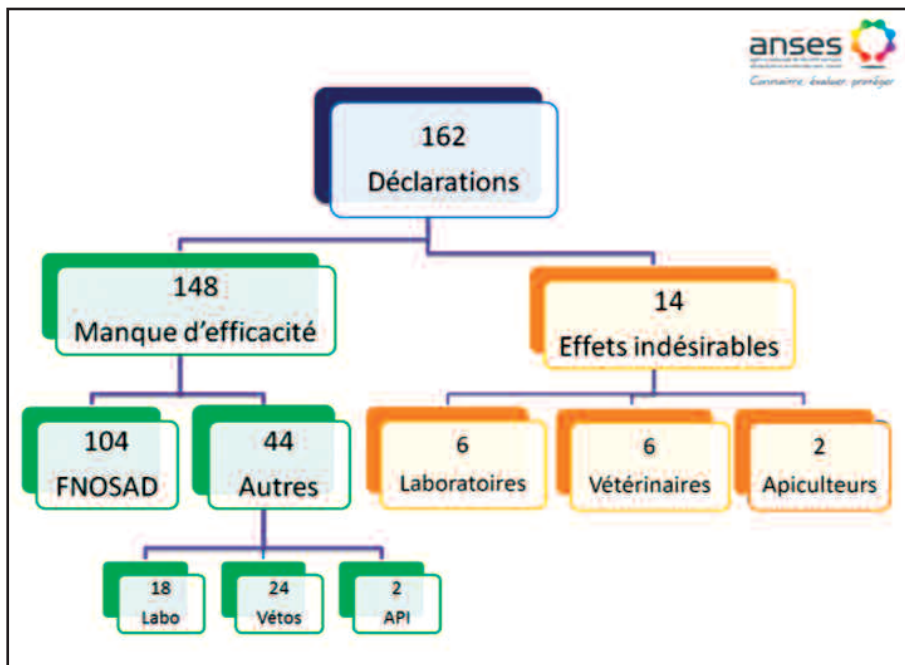 anses
Connaître, évaluer, protéger
162
Déclarations
148
Manque d'efficacité
14
Effets indésirables
104
FNOSAD
44
Autres
6
Laboratoires
6
Vétérinaires
2
Apiculteurs
18
Labo
24
Vétos
2
API